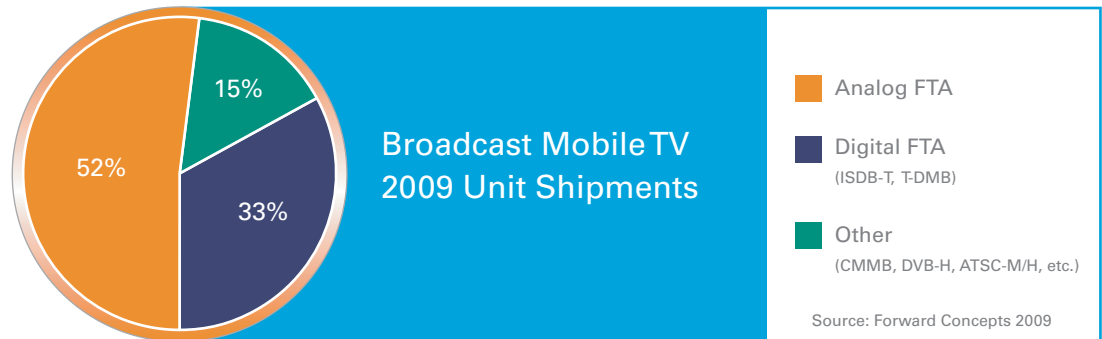 52%
15%
33%
Broadcast Mobile TV
2009 Unit Shipments
Analog FTA
Digital FTA
(ISDB-T, T-DMB)
Other
(CMMB, DVB-H, ATSC-M/H, etc.)
Source: Forward Concepts 2009